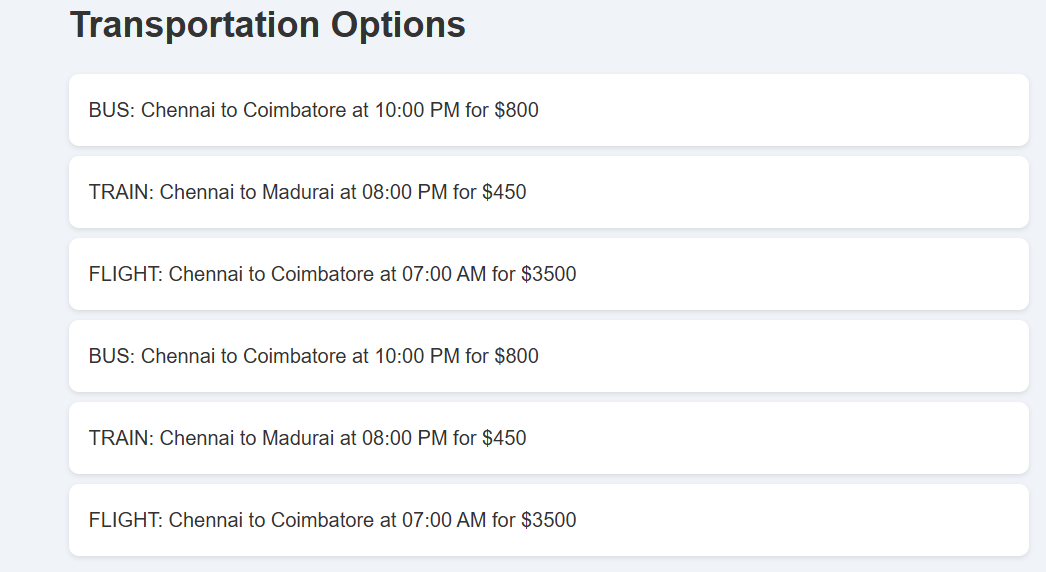 Transportation Options
BUS: Chennai to Coimbatore at 10:00 PM for $800
TRAIN: Chennai to Madurai at 08:00 PM for $450
FLIGHT: Chennai to Coimbatore at 07:00 AM for $3500
BUS: Chennai to Coimbatore at 10:00 PM for $800
TRAIN: Chennai to Madurai at 08:00 PM for $450
FLIGHT: Chennai to Coimbatore at 07:00 AM for $3500